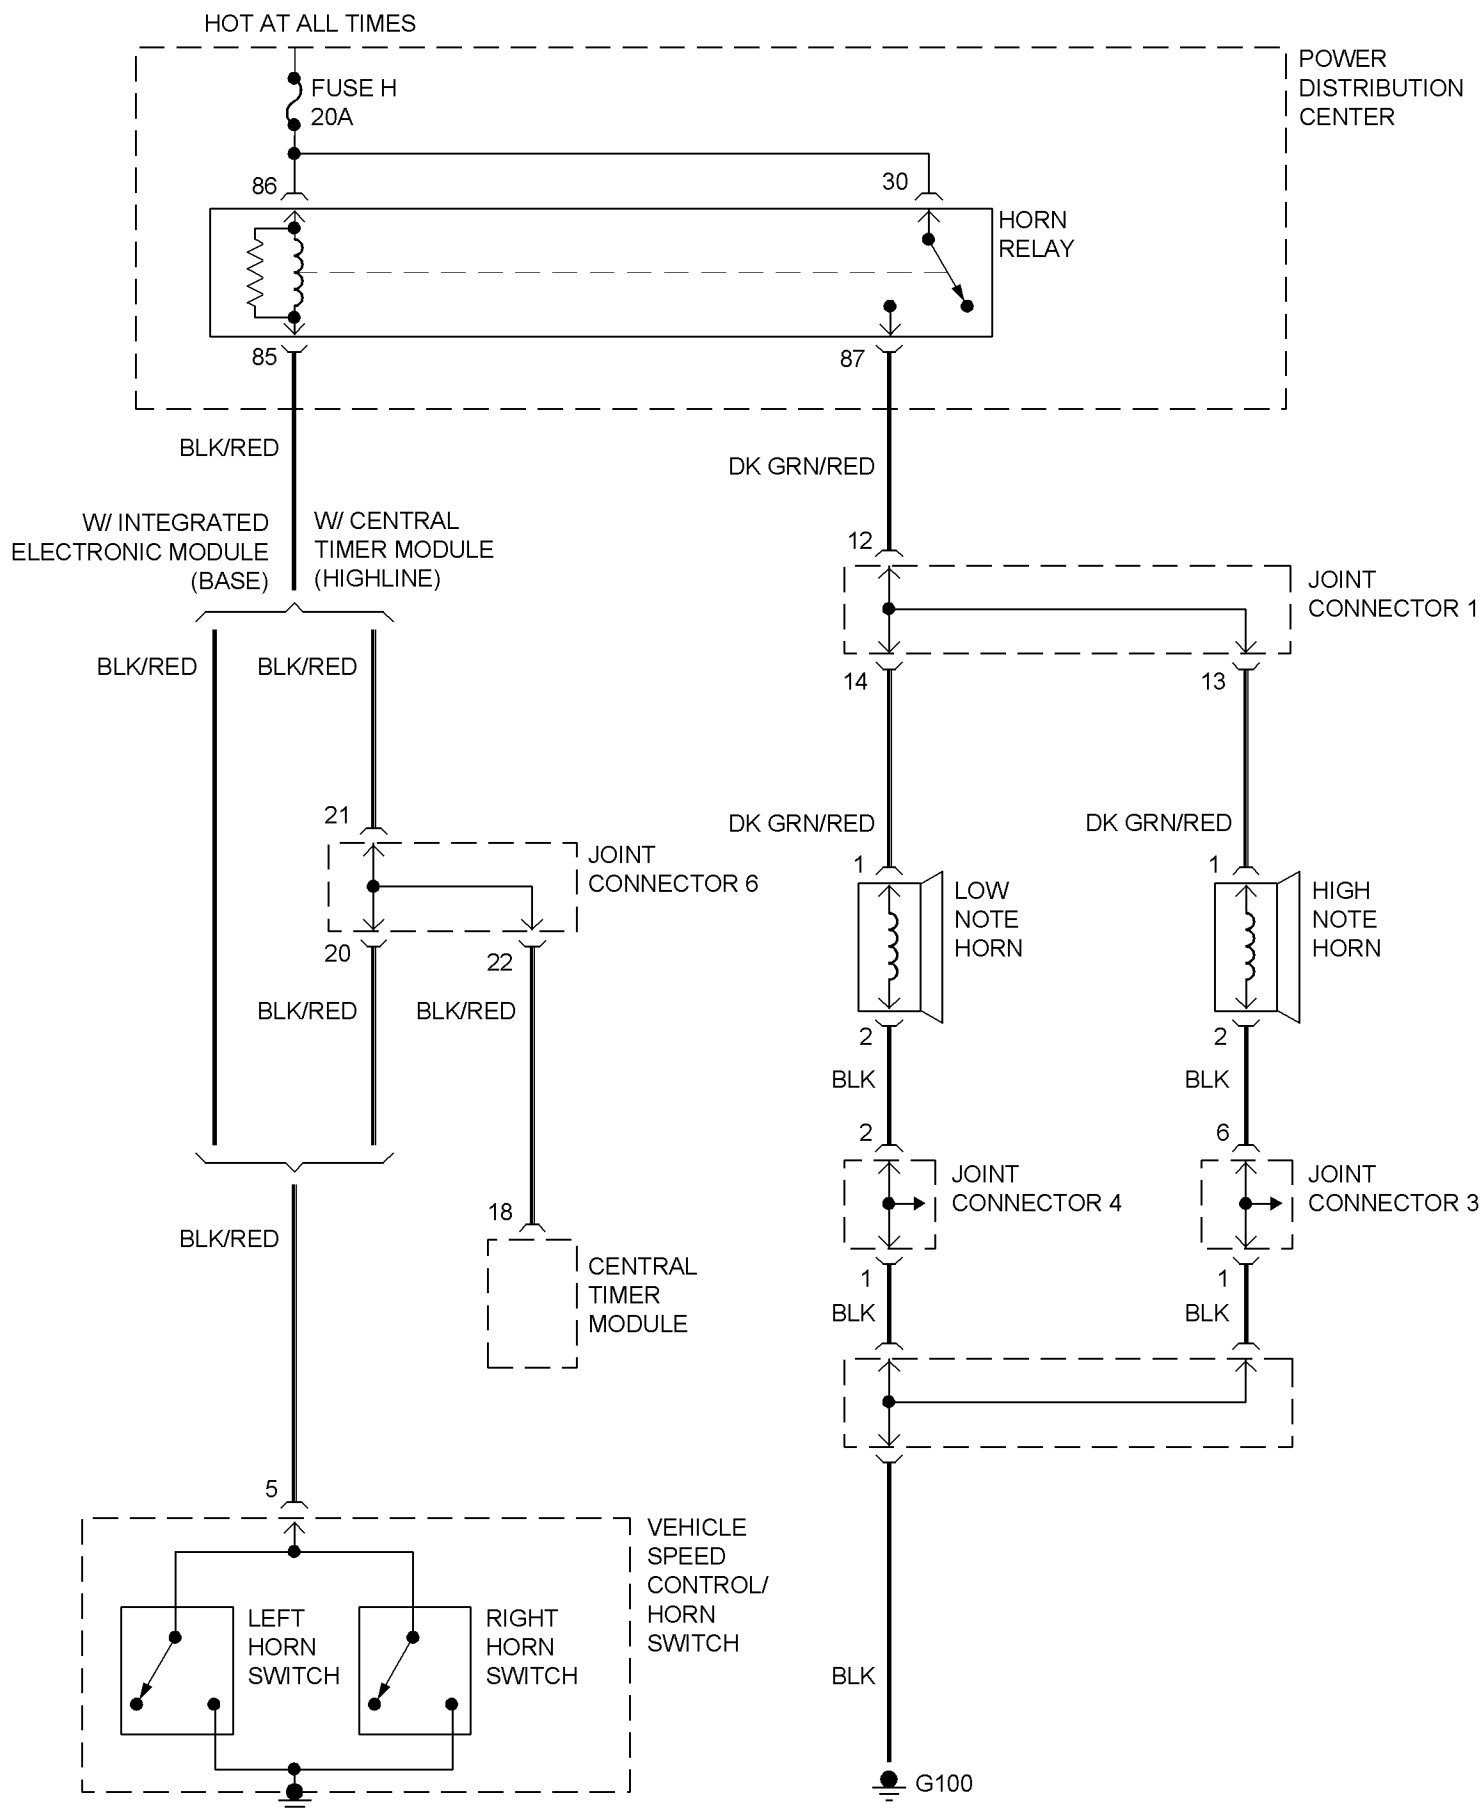 HOT AT ALL TIMES
POWER
DISTRIBUTION
CENTER
FUSE H
20A
86
30
HORN
RELAY
85
87
BLK/RED
DK GRN/RED
W/ INTEGRATED
ELECTRONIC MODULE
(BASE)
W/ CENTRAL
TIMER MODULE
(HIGHLINE)
12
JOINT
CONNECTOR 1
BLK/RED
BLK/RED
14
13
21
DK GRN/RED
DK GRN/RED
JOINT
CONNECTOR 6
1
1
LOW
NOTE
HORN
HIGH
NOTE
HORN
20
22
BLK/RED
BLK/RED
2
2
BLK
BLK
2
6
JOINT
CONNECTOR 4
JOINT
CONNECTOR 3
18
BLK/RED
CENTRAL
TIMER
MODULE
1
1
BLK
BLK
5
VEHICLE
SPEED
CONTROL/
HORN
SWITCH
LEFT
HORN
SWITCH
RIGHT
HORN
SWITCH
BLK
G100